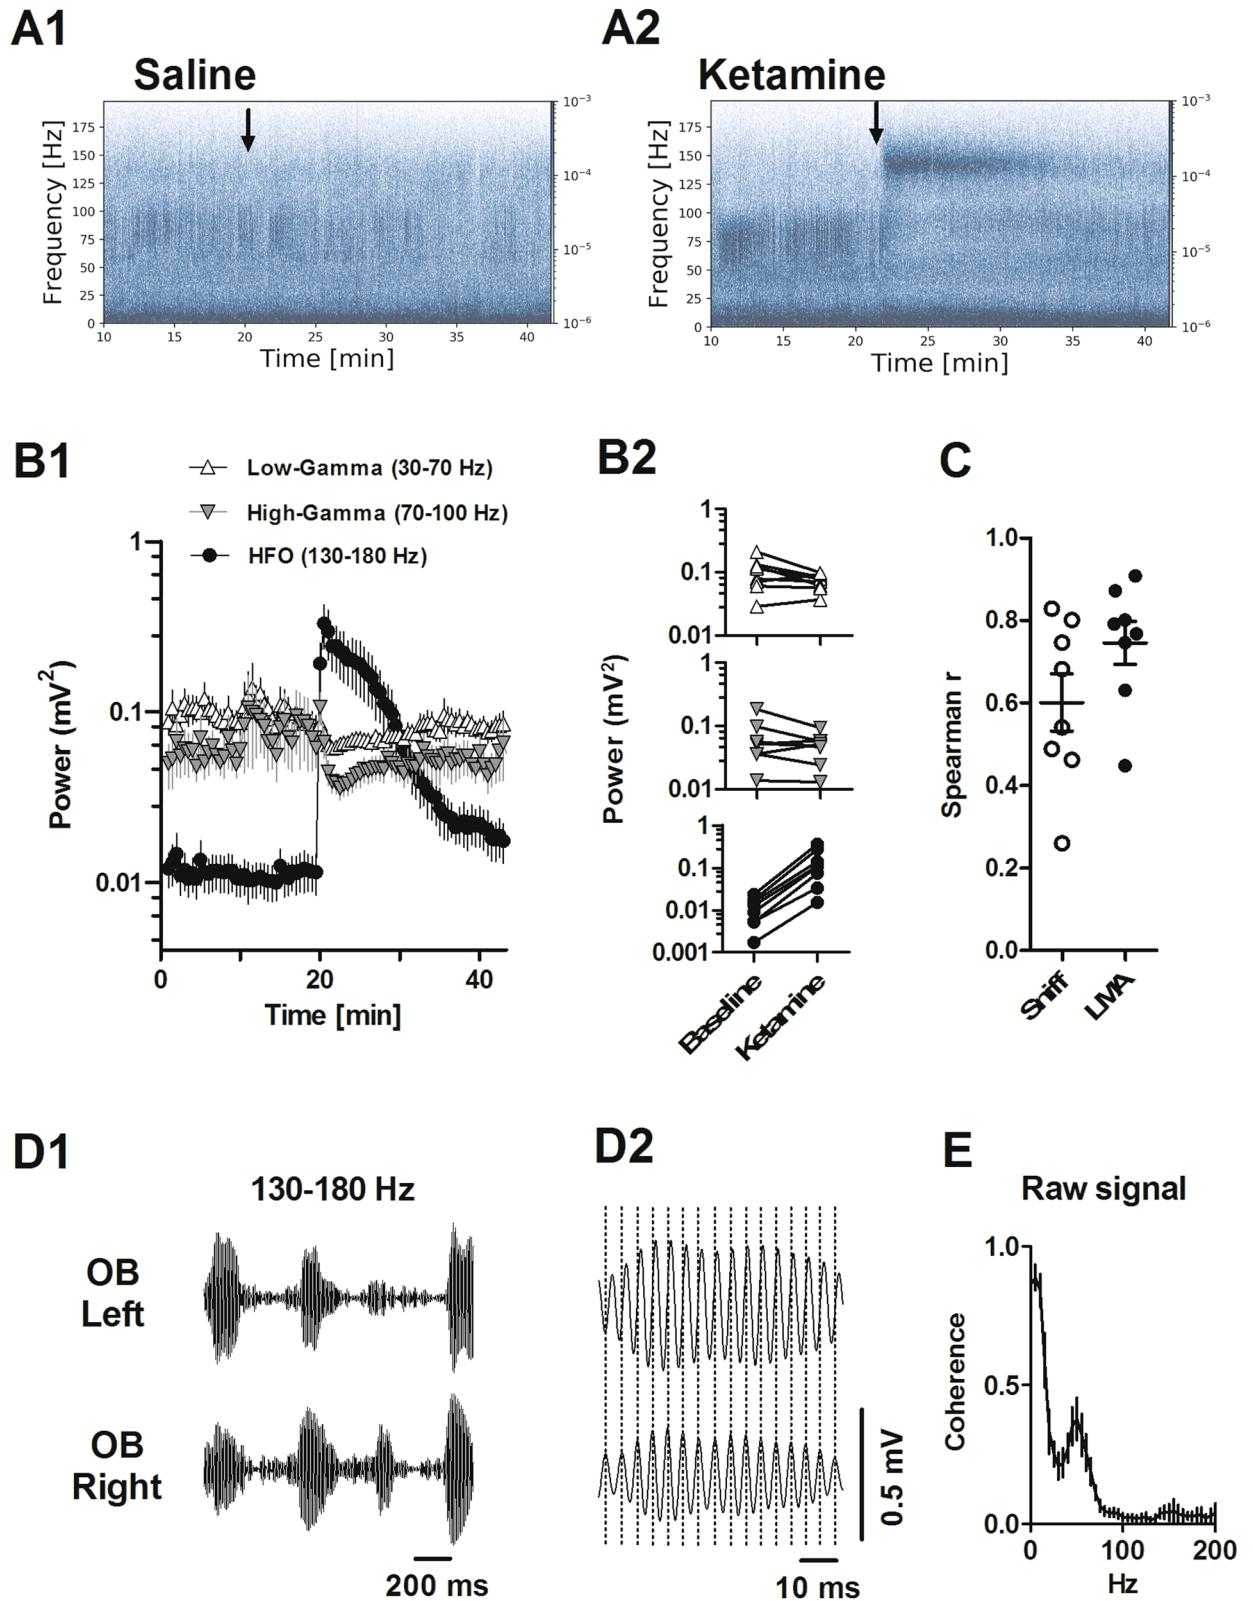 A1
Saline
Frequency [Hz]
175
150
125
100
75
50
25
0
10 15 20 25 30 35 40
Time [min]
10⁻³
10⁻⁴
10⁻⁵
10⁻⁶
A2
Ketamine
Frequency [Hz]
175
150
125
100
75
50
25
0
10 15 20 25 30 35 40
Time [min]
10⁻³
10⁻⁴
10⁻⁵
10⁻⁶
B1
Low-Gamma (30-70 Hz)
High-Gamma (70-100 Hz)
HFO (130-180 Hz)
Power (mV²)
1
0.1
0.01
0 20 40
Time [min]
B2
Power (mV²)
1
0.1
0.01
1
0.1
0.01
1
0.1
0.01
0.001
Baseline
Ketamine
C
Spearman r
1.0
0.8
0.6
0.4
0.2
0.0
Sniff
LMA
D1
130-180 Hz
OB
Left
OB
Right
200 ms
D2
0.5 mV
10 ms
E
Raw signal
Coherence
1.0
0.5
0.0
0 100 200
Hz